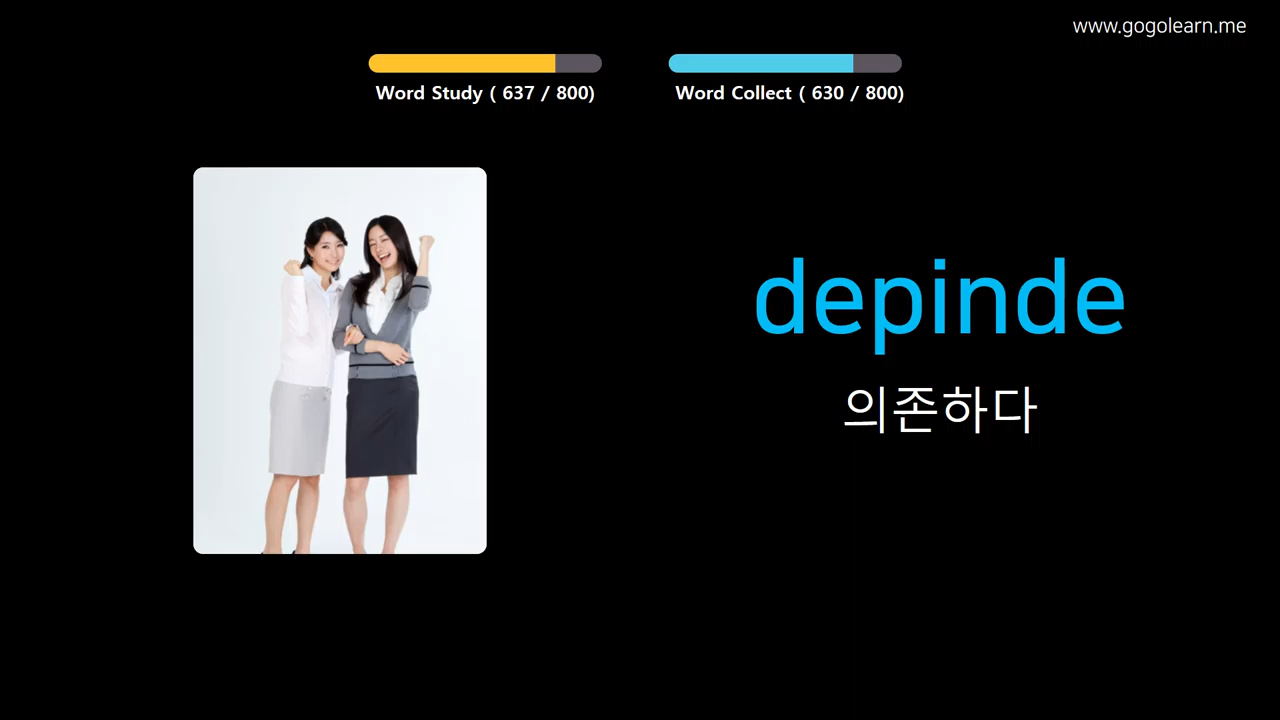 www.gogolearn.me
Word Study ( 637 / 800)
Word Collect ( 630 / 800)
depinde
의존하다